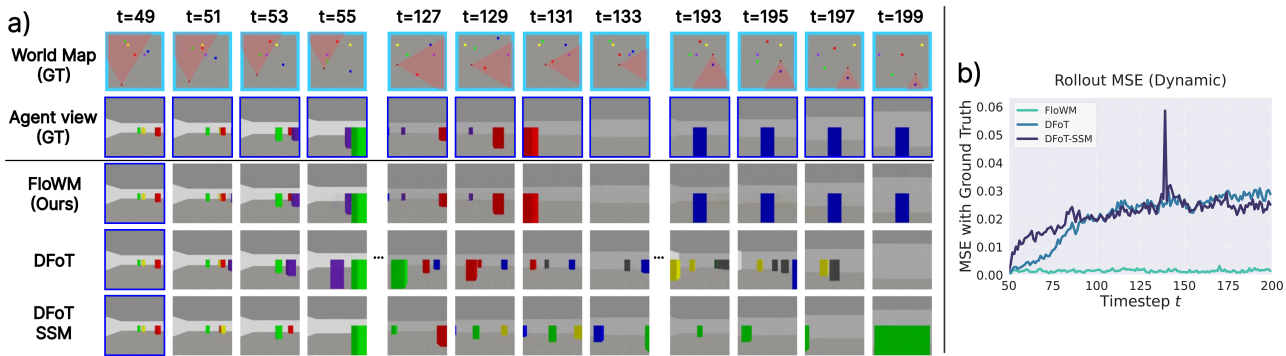 a)
t=49 t=51 t=53 t=55 t=127 t=129 t=131 t=133 t=193 t=195 t=197 t=199
World Map
(GT)
Agent view
(GT)
FloWM
(Ours)
DFoT
... ...
DFoT
SSM
b)
Rollout MSE (Dynamic)
FloWM
DFoT
DFoT-SSM
MSE with Ground Truth
0.06
0.05
0.04
0.03
0.02
0.01
0.00
50 75 100 125 150 175 200
Timestep t